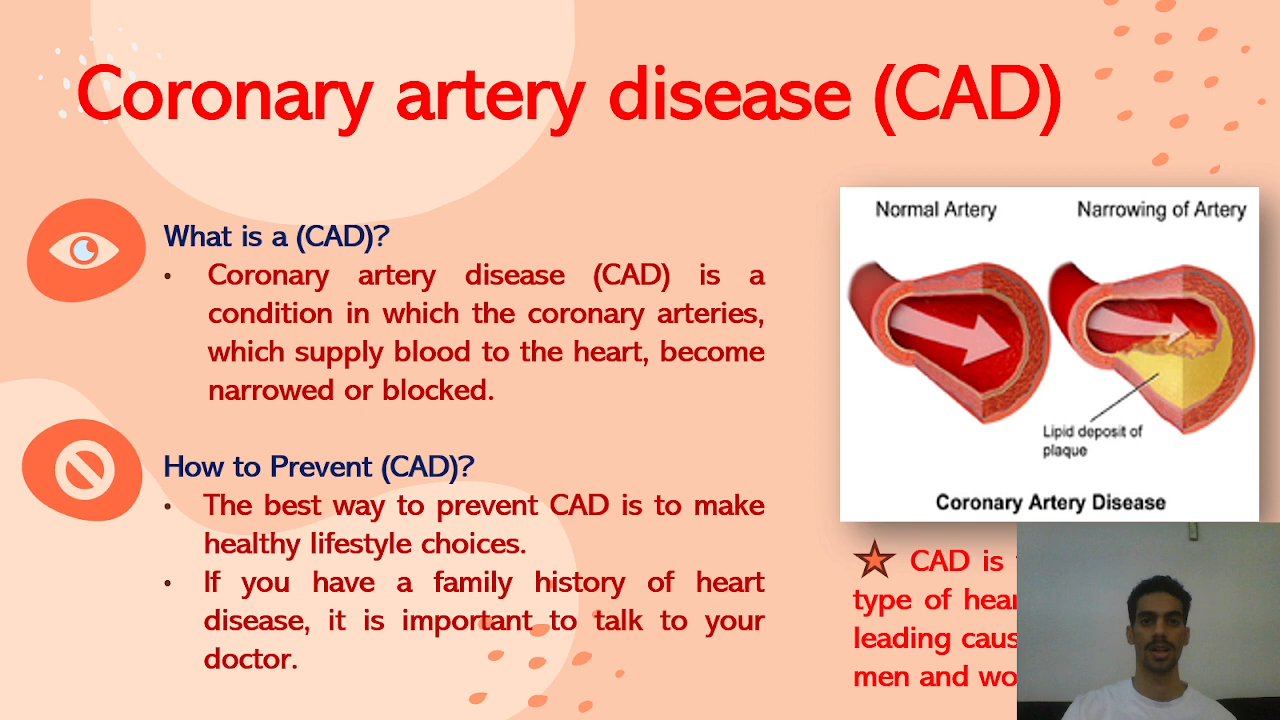 Coronary artery disease (CAD)
What is a (CAD)?
• Coronary artery disease (CAD) is a
condition in which the coronary arteries,
which supply blood to the heart, become
narrowed or blocked.
How to Prevent (CAD)?
• The best way to prevent CAD is to make
healthy lifestyle choices.
• If you have a family history of heart
disease, it is important to talk to your
doctor.
Normal Artery
Narrowing of Artery
Lipid deposit of
plaque
Coronary Artery Disease
CAD is
type of
leading
men and